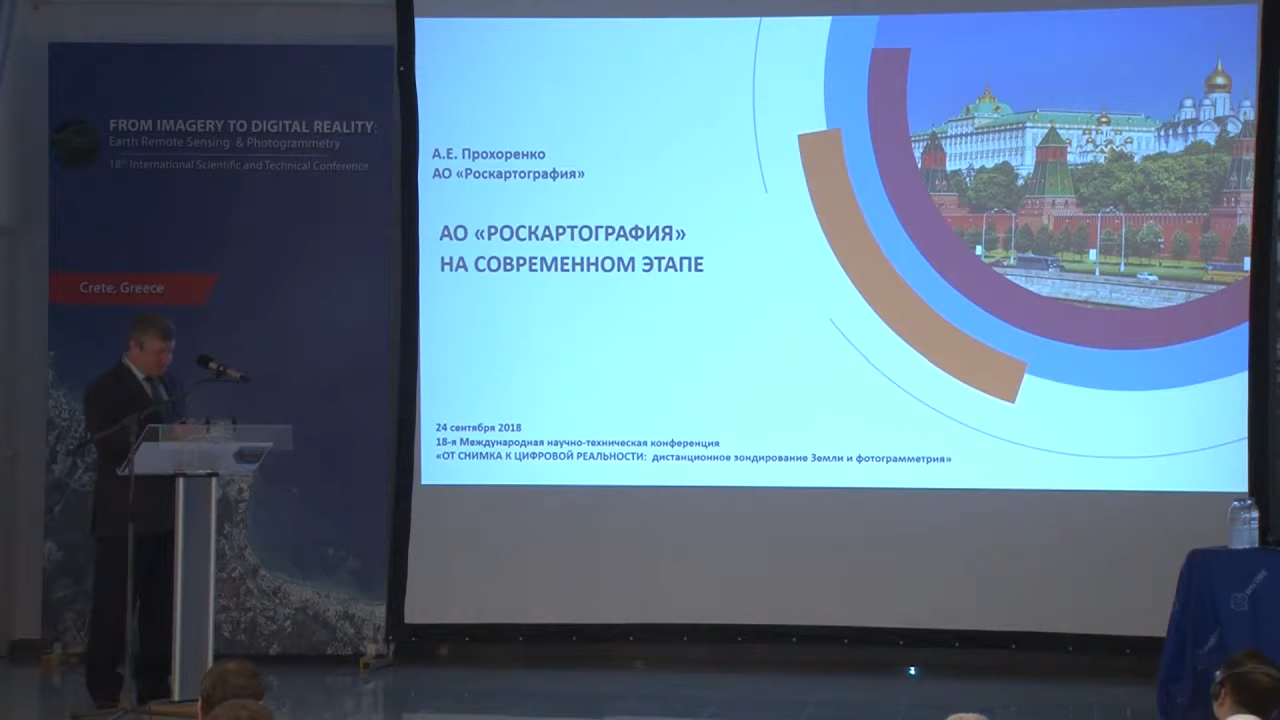 FROM IMAGERY TO DIGITAL REALITY:
Earth Remote Sensing & Photogrammetry
18th International Scientific and Technical Conference
Crete, Greece
А.Е. Прохоренко
АО «Роскартография»
АО «РОСКАРТОГРАФИЯ»
НА СОВРЕМЕННОМ ЭТАПЕ
24 сентября 2018
18-я Международная научно-техническая конференция
«ОТ СНИМКА К ЦИФРОВОЙ РЕАЛЬНОСТИ: дистанционное зондирование Земли и фотограмметрия»